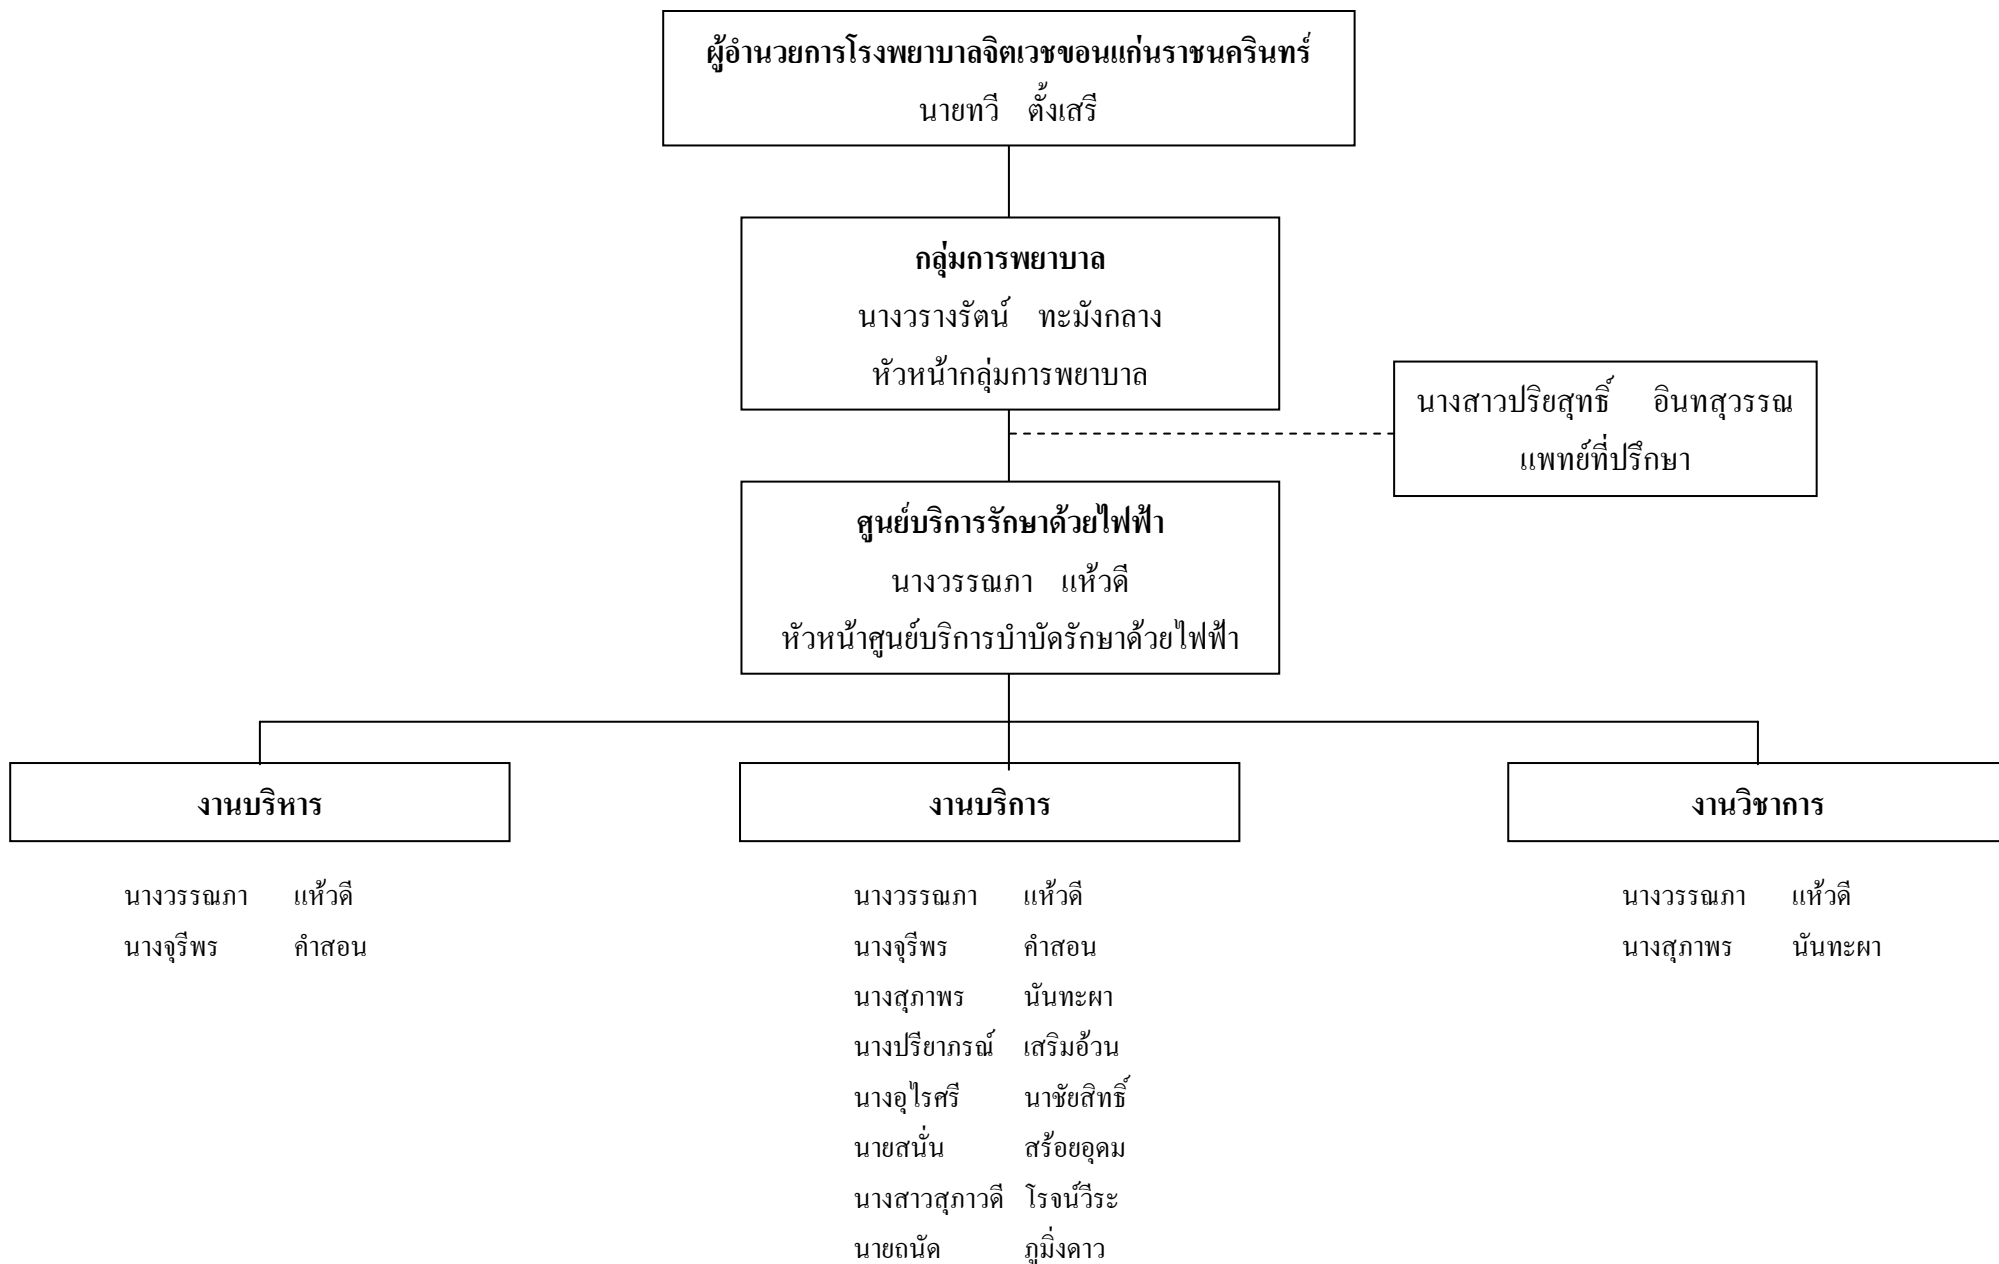 ผู้อำนวยการโรงพยาบาลจิตเวชขอนแก่นราชนครินทร์
นายทวี ตั้งเสรี
กลุ่มการพยาบาล
นางวรางรัตน์ ทะมังกลาง
หัวหน้ากลุ่มการพยาบาล
นางสาวปริยสุทธิ์ อินทสุวรรณ
แพทย์ที่ปรึกษา
ศูนย์บริการรักษาด้วยไฟฟ้า
นางวรรณภา แห้วดี
หัวหน้าศูนย์บริการบำบัดรักษาด้วยไฟฟ้า
งานบริหาร
นางวรรณภา แห้วดี
นางจุรีพร คำสอน
งานบริการ
นางวรรณภา แห้วดี
นางจุรีพร คำสอน
นางสุภาพร นันทะผา
นางปรียาภรณ์ เสริมอ้วน
นางอุไรศรี นาชัยสิทธิ์
นายสนั่น สร้อยอุดม
นางสาวสุภาวดี โรจน์วีระ
นายถนัด ภูมิ่งดาว
งานวิชาการ
นางวรรณภา แห้วดี
นางสุภาพร นันทะผา